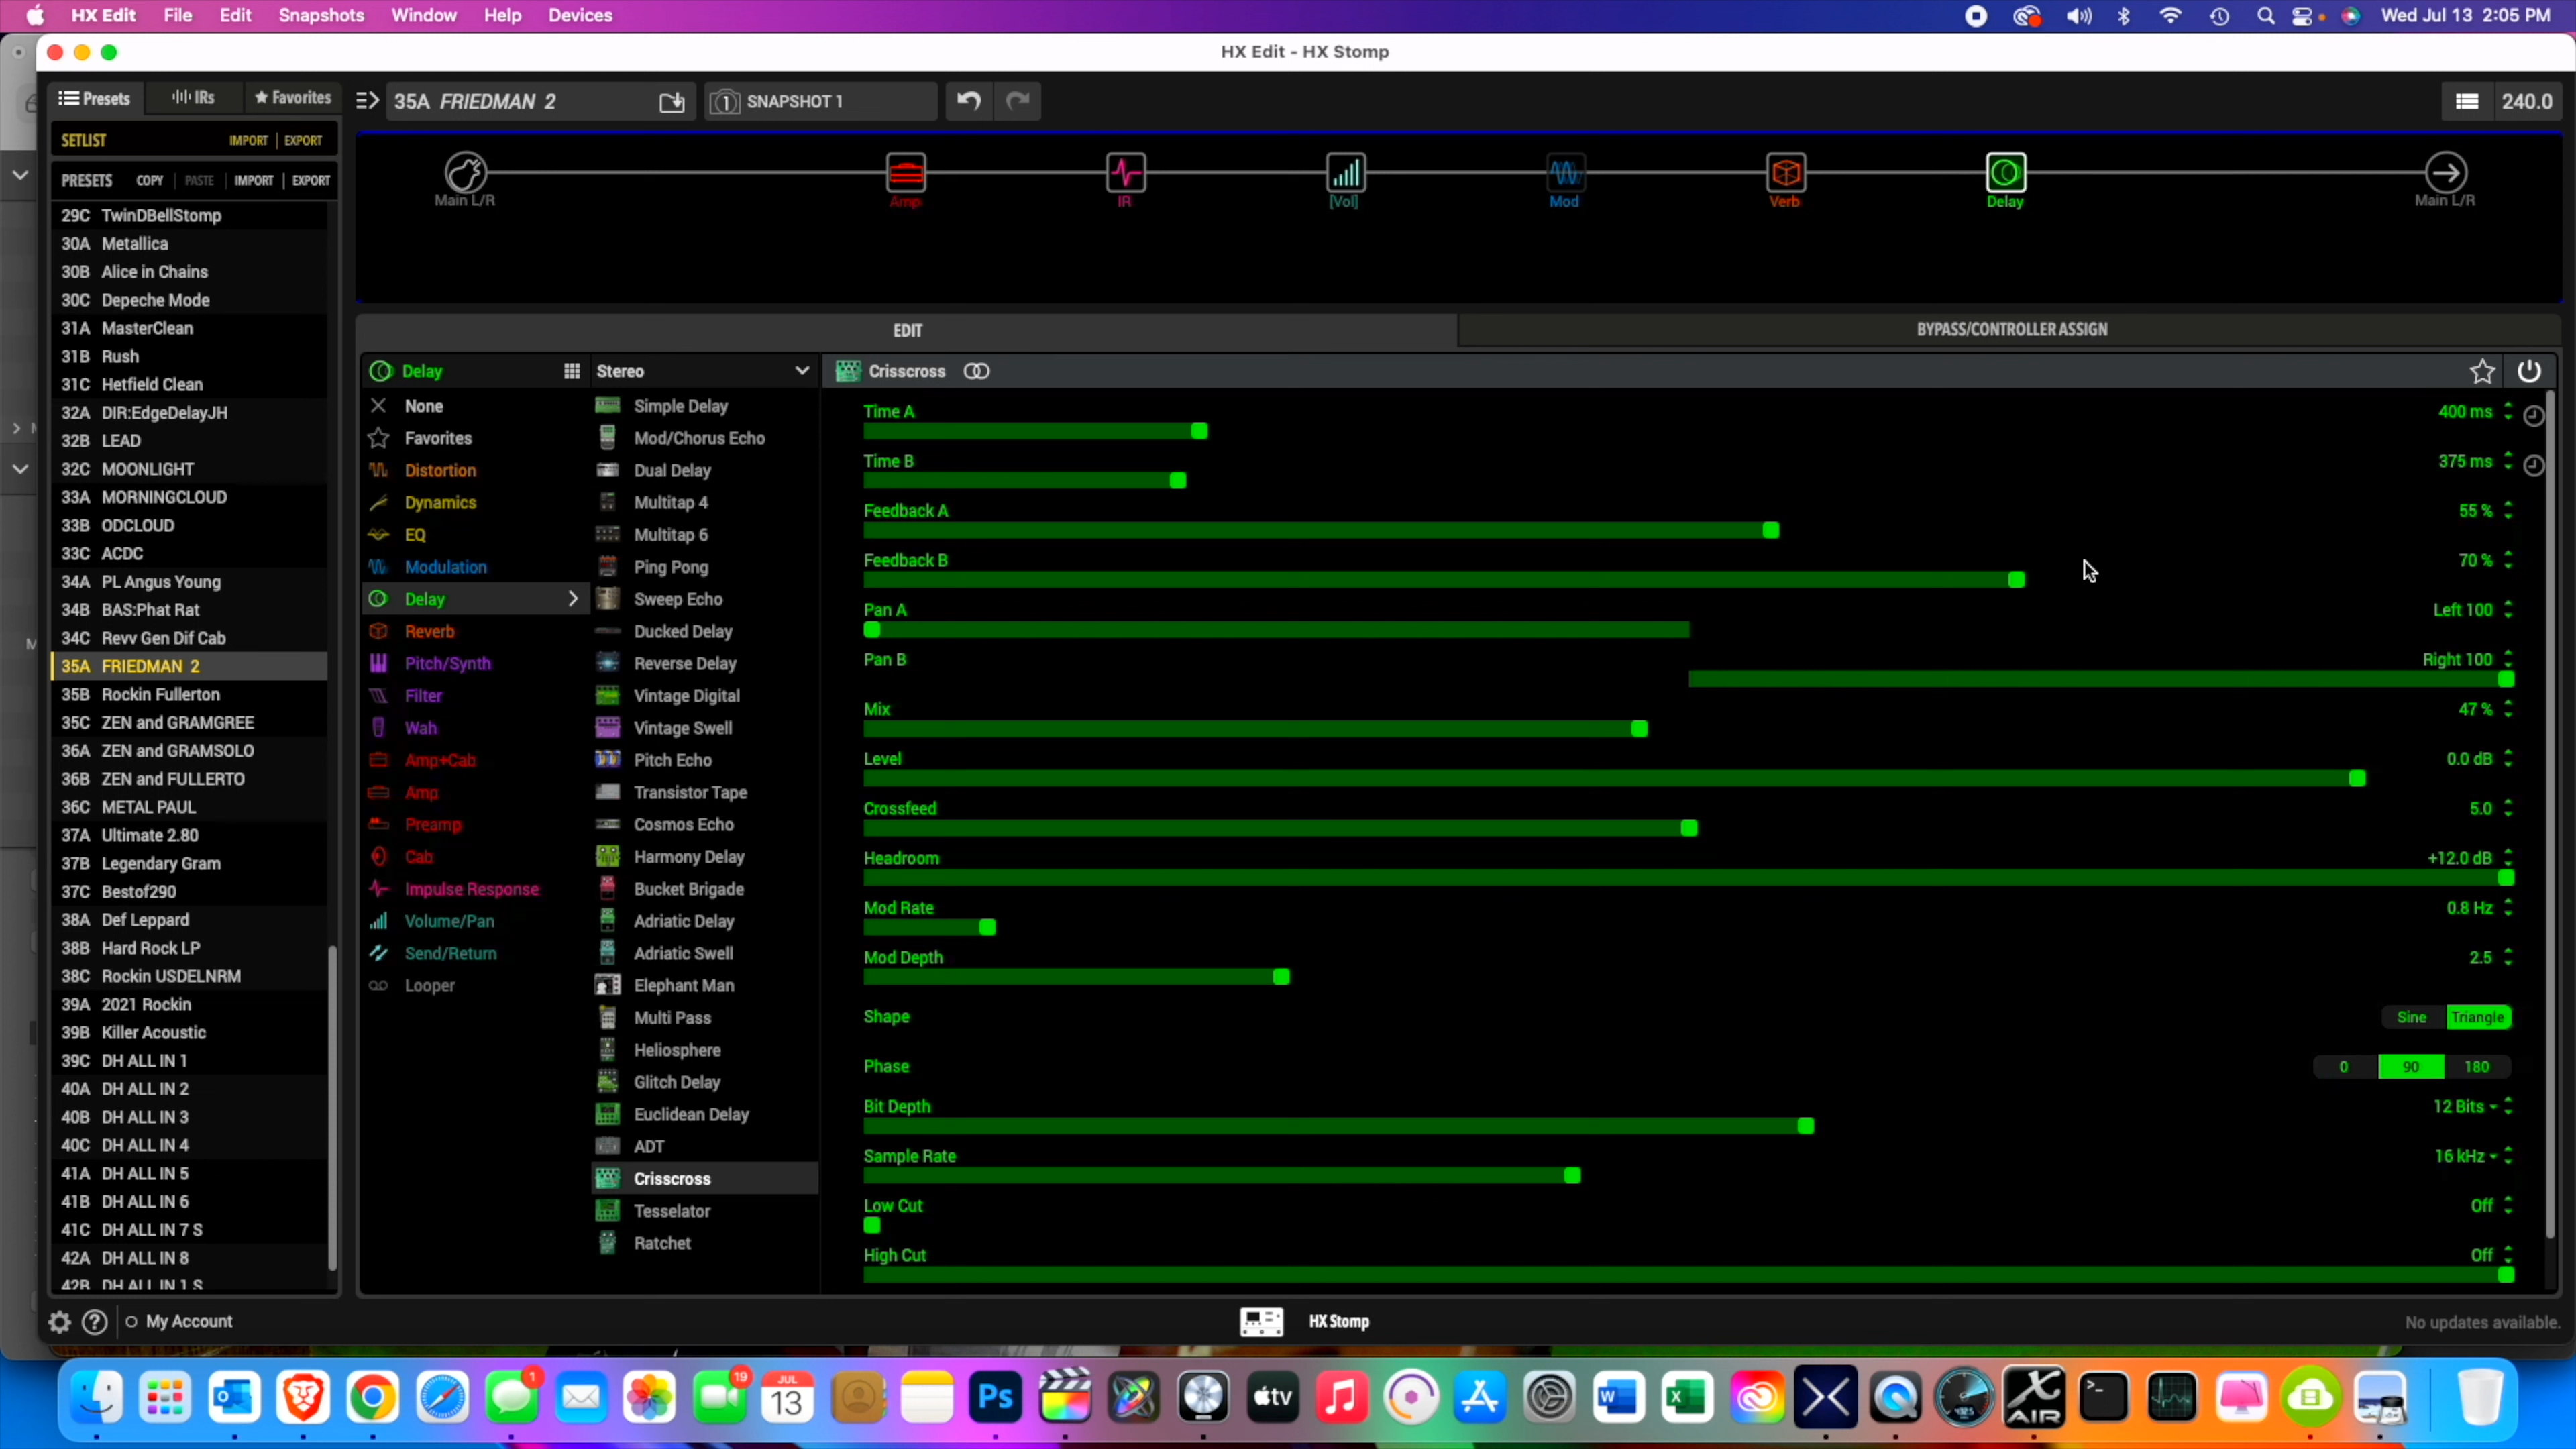 HX Edit File Edit Snapshots Window Help Devices Wed Jul 13 2:05 PM
HX Edit - HX Stomp
Presets IRs Favorites 35A FRIEDMAN 2 1 SNAPSHOT 1 240.0
SETLIST IMPORT | EXPORT
PRESETS COPY | PASTE | IMPORT | EXPORT
29C TwinDBellStomp
30A Metallica
30B Alice in Chains
30C Depeche Mode
31A MasterClean
31B Rush
31C Hetfield Clean
32A DIR:EdgeDelayJH
32B LEAD
32C MOONLIGHT
33A MORNINGCLOUD
33B ODCLOUD
33C ACDC
34A PL Angus Young
34B BAS:Phat Rat
34C Revv Gen Dif Cab
35A FRIEDMAN 2
35B Rockin Fullerton
35C ZEN and GRAMGREE
36A ZEN and GRAMSOLO
36B ZEN and FULLERTO
36C METAL PAUL
37A Ultimate 2.80
37B Legendary Gram
37C Bestof290
38A Def Leppard
38B Hard Rock LP
38C Rockin USDELNRM
39A 2021 Rockin
39B Killer Acoustic
39C DH ALL IN 1
40A DH ALL IN 2
40B DH ALL IN 3
40C DH ALL IN 4
41A DH ALL IN 5
41B DH ALL IN 6
41C DH ALL IN 7 S
42A DH ALL IN 8
42B DH ALL IN 1 S
Main L/R Amp IR [Vol] Mod Verb Delay Main L/R
EDIT BYPASS/CONTROLLER ASSIGN
Delay
None
Favorites
Distortion
Dynamics
EQ
Modulation
Delay
Reverb
Pitch/Synth
Filter
Wah
Amp+Cab
Amp
Preamp
Cab
Impulse Response
Volume/Pan
Send/Return
Looper
Stereo
Simple Delay
Mod/Chorus Echo
Dual Delay
Multitap 4
Multitap 6
Ping Pong
Sweep Echo
Ducked Delay
Reverse Delay
Vintage Digital
Vintage Swell
Pitch Echo
Transistor Tape
Cosmos Echo
Harmony Delay
Bucket Brigade
Adriatic Delay
Adriatic Swell
Elephant Man
Multi Pass
Heliosphere
Glitch Delay
Euclidean Delay
ADT
Crisscross
Tesselator
Ratchet
Crisscross
Time A 400 ms
Time B 375 ms
Feedback A 55 %
Feedback B 70 %
Pan A Left 100
Pan B Right 100
Mix 47 %
Level 0.0 dB
Crossfeed 5.0
Headroom +12.0 dB
Mod Rate 0.8 Hz
Mod Depth 2.5
Shape Sine Triangle
Phase 0 90 180
Bit Depth 12 Bits
Sample Rate 16 kHz
Low Cut Off
High Cut Off
? My Account HX Stomp No updates available.
1 19 JUL 13 Ps tv W X X AIR